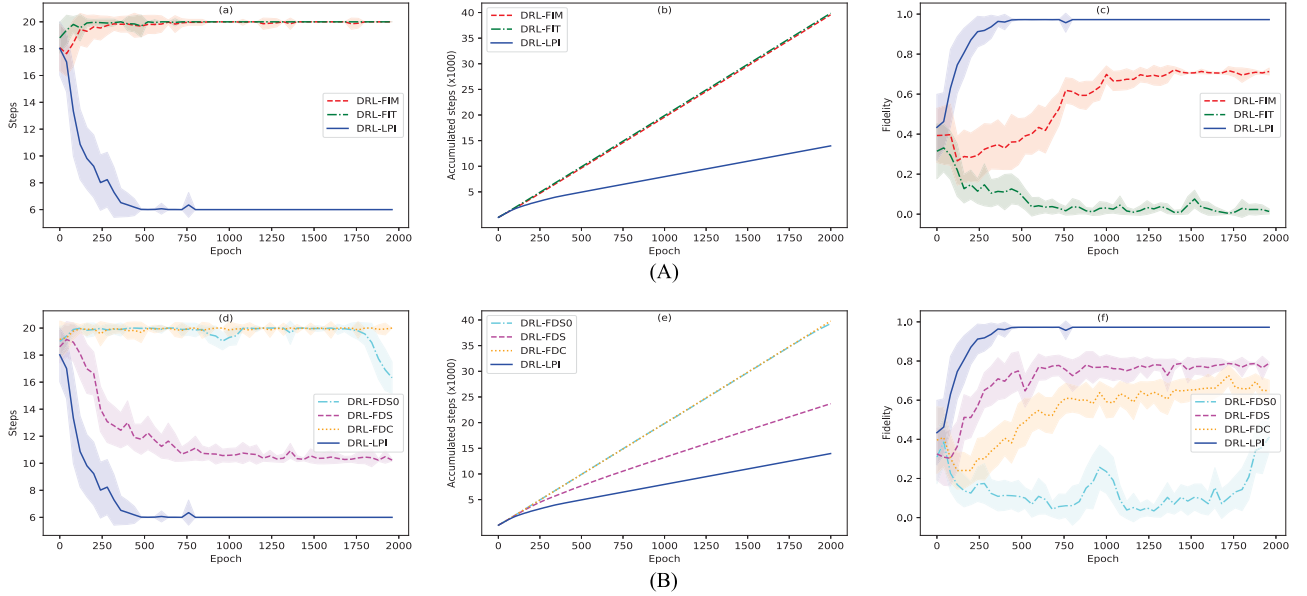 (a)
20
18
16
14
12
10
8
6
Steps
DRL-FIM
DRL-FIT
DRL-LPI
0 250 500 750 1000 1250 1500 1750 2000
Epoch
(b)
40
35
30
25
20
15
10
5
Accumulated steps (x1000)
DRL-FIM
DRL-FIT
DRL-LPI
0 250 500 750 1000 1250 1500 1750 2000
Epoch
(c)
1.0
0.8
0.6
0.4
0.2
0.0
Fidelity
DRL-FIM
DRL-FIT
DRL-LPI
0 250 500 750 1000 1250 1500 1750 2000
Epoch
(A)
(d)
20
18
16
14
12
10
8
6
Steps
DRL-FDS0
DRL-FDS
DRL-FDC
DRL-LPI
0 250 500 750 1000 1250 1500 1750 2000
Epoch
(e)
40
35
30
25
20
15
10
5
Accumulated steps (x1000)
DRL-FDS0
DRL-FDS
DRL-FDC
DRL-LPI
0 250 500 750 1000 1250 1500 1750 2000
Epoch
(f)
1.0
0.8
0.6
0.4
0.2
0.0
Fidelity
DRL-FDS0
DRL-FDS
DRL-FDC
DRL-LPI
0 250 500 750 1000 1250 1500 1750 2000
Epoch
(B)